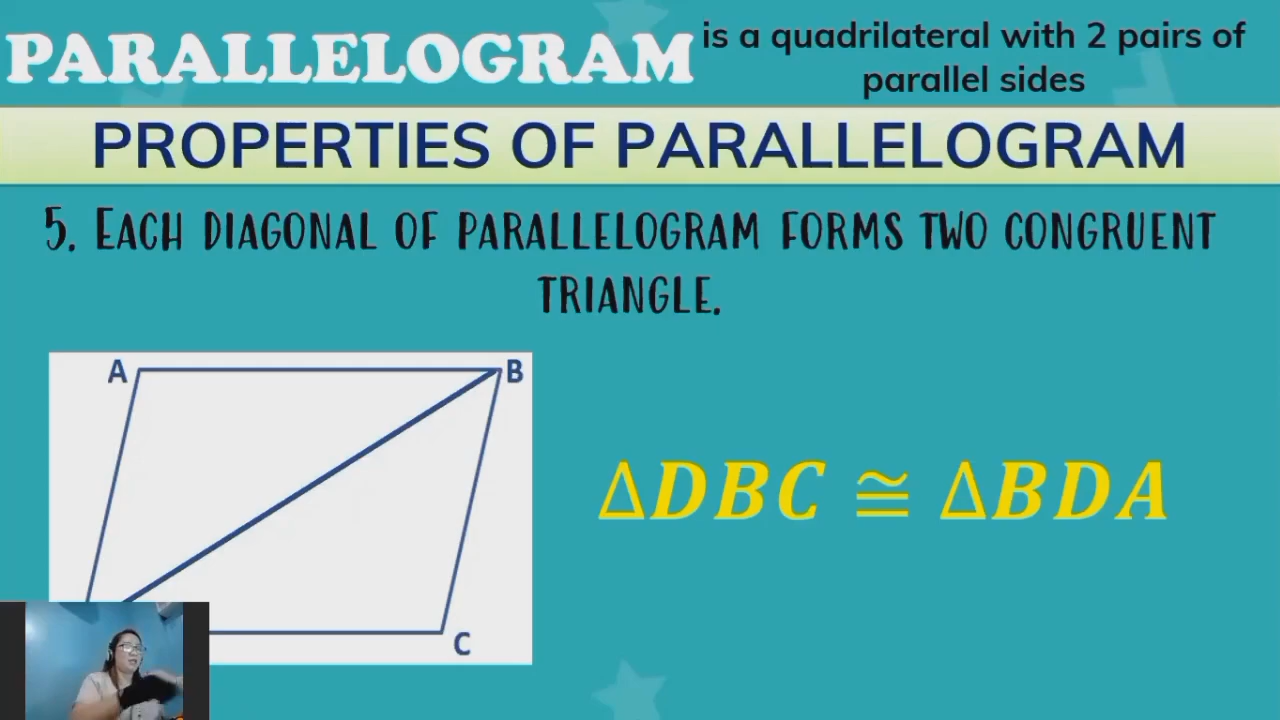 PARALLELOGRAM
is a quadrilateral with 2 pairs of
parallel sides
PROPERTIES OF PARALLELOGRAM
5. EACH DIAGONAL OF PARALLELOGRAM FORMS TWO CONGRUENT
TRIANGLE.
A
B
ΔDBC ≅ ΔBDA
C